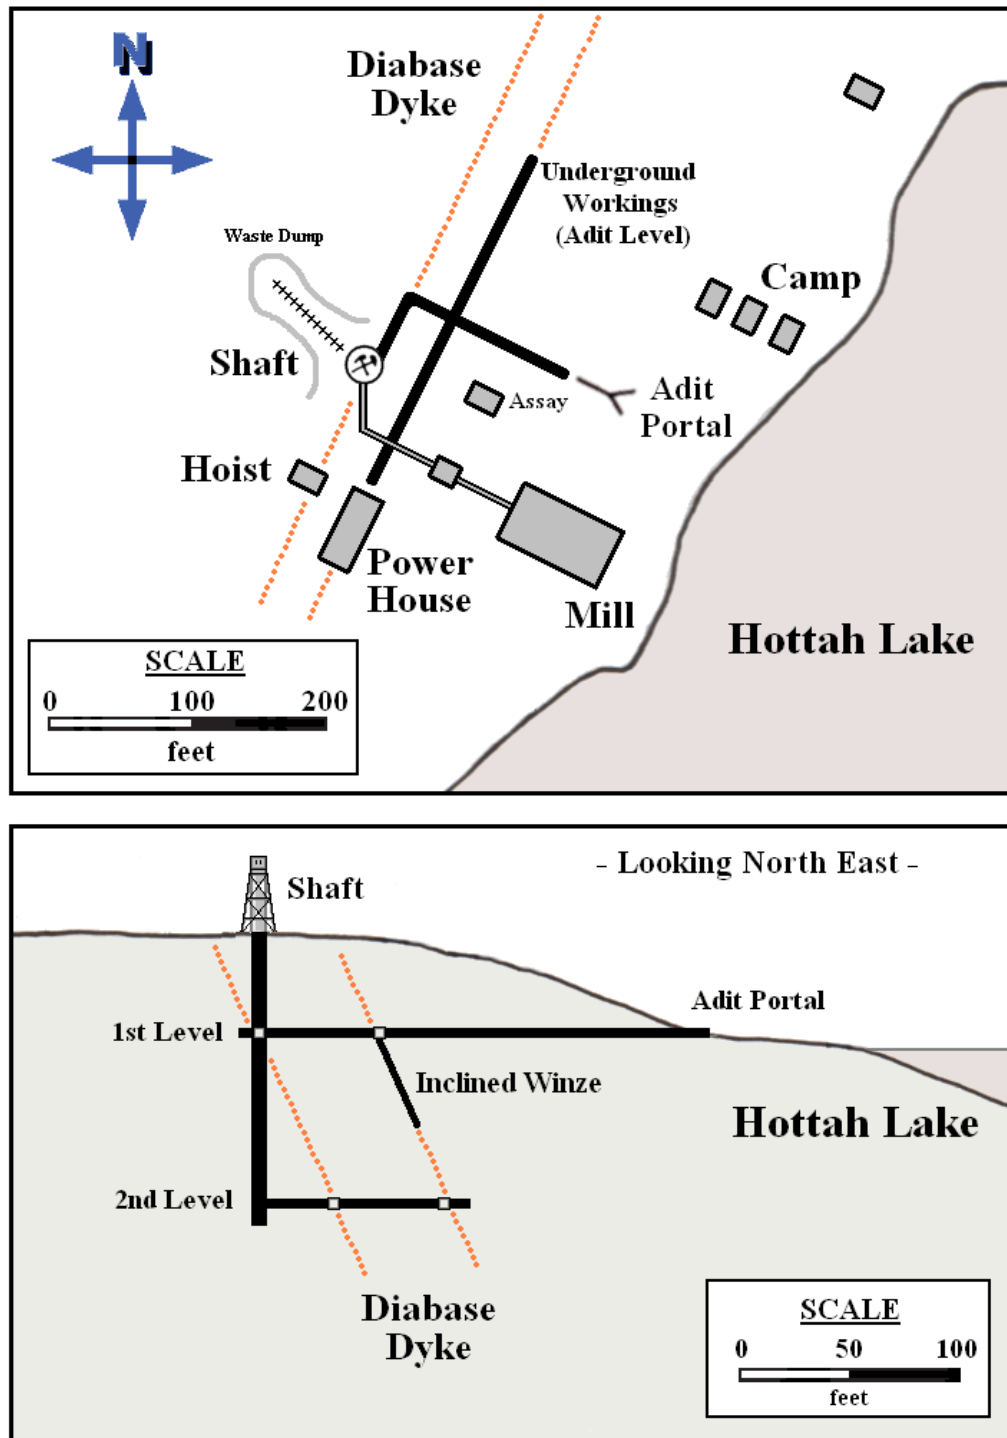 N
Diabase
Dyke
Underground
Workings
(Adit Level)
Waste Dump
Camp
Shaft
Assay
Adit
Portal
Hoist
Power
House
Mill
Hottah Lake
SCALE
0 100 200
feet
- Looking North East -
Shaft
Adit Portal
1st Level
Inclined Winze
Hottah Lake
2nd Level
Diabase
Dyke
SCALE
0 50 100
feet